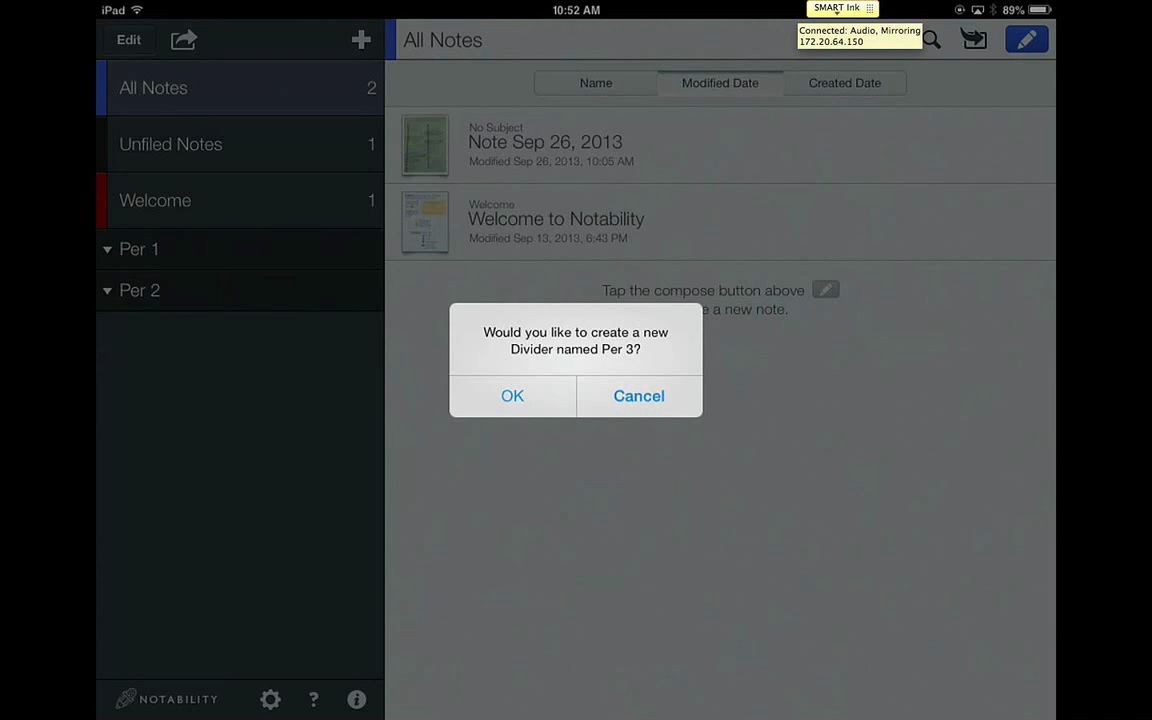 iPad
10:52 AM
SMART Ink
89%
Connected: Audio, Mirroring
172.20.64.150
Edit
All Notes
Name
Modified Date
Created Date
All Notes 2
Unfiled Notes 1
Welcome 1
Per 1
Per 2
No Subject
Note Sep 26, 2013
Modified Sep 26, 2013, 10:05 AM
Welcome
Welcome to Notability
Modified Sep 13, 2013, 6:43 PM
Tap the compose button above
e a new note.
Would you like to create a new
Divider named Per 3?
OK
Cancel
NOTABILITY
?